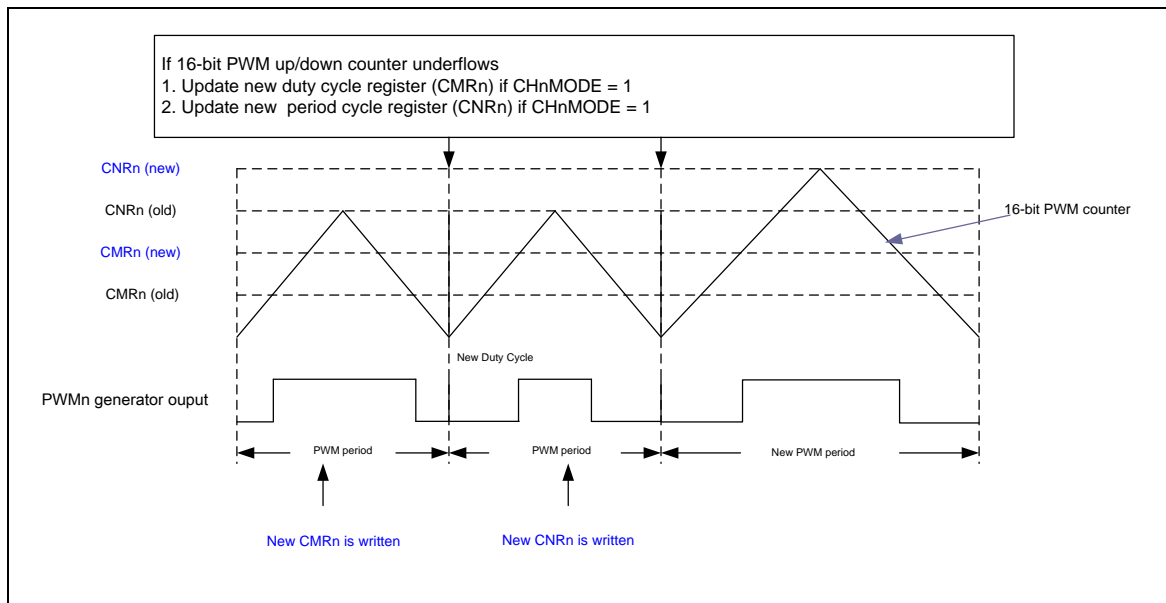 If 16-bit PWM up/down counter underflows
1. Update new duty cycle register (CMRn) if CHnMODE = 1
2. Update new  period cycle register (CNRn) if CHnMODE = 1
CNRn (new)
CNRn (old)
16-bit PWM counter
CMRn (new)
CMRn (old)
New Duty Cycle
PWMn generator ouput
PWM period
PWM period
New PWM period
New CMRn is written
New CNRn is written